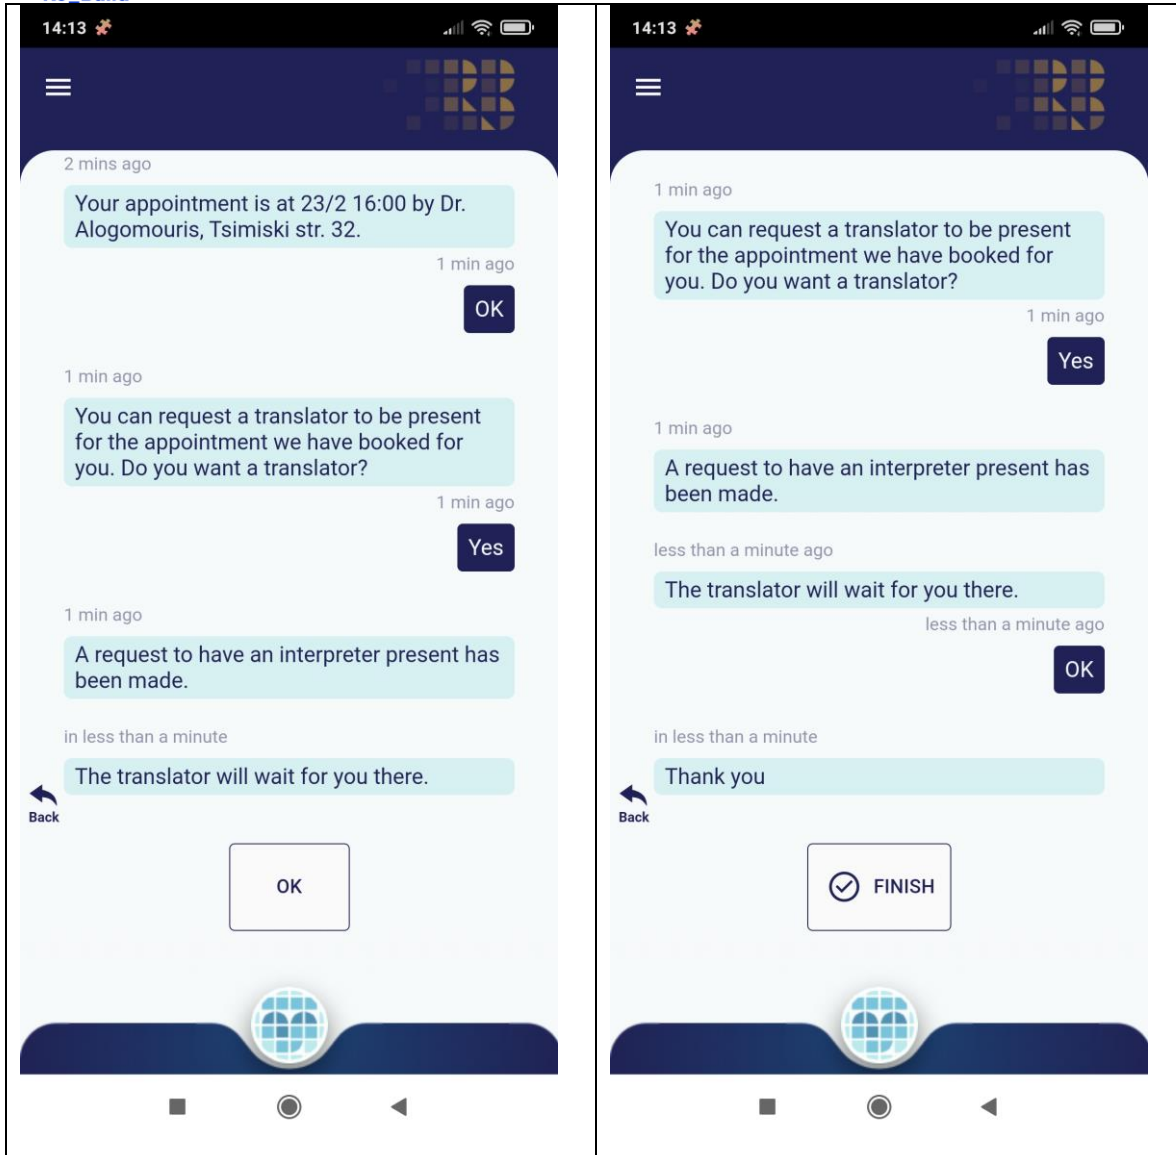 14:13
2 mins ago
Your appointment is at 23/2 16:00 by Dr.
Alogomouris, Tsimiski str. 32.
1 min ago
OK
1 min ago
You can request a translator to be present
for the appointment we have booked for
you. Do you want a translator?
1 min ago
Yes
1 min ago
A request to have an interpreter present has
been made.
in less than a minute
The translator will wait for you there.
Back
OK
14:13
1 min ago
You can request a translator to be present
for the appointment we have booked for
you. Do you want a translator?
1 min ago
Yes
1 min ago
A request to have an interpreter present has
been made.
less than a minute ago
The translator will wait for you there.
less than a minute ago
OK
in less than a minute
Thank you
Back
FINISH